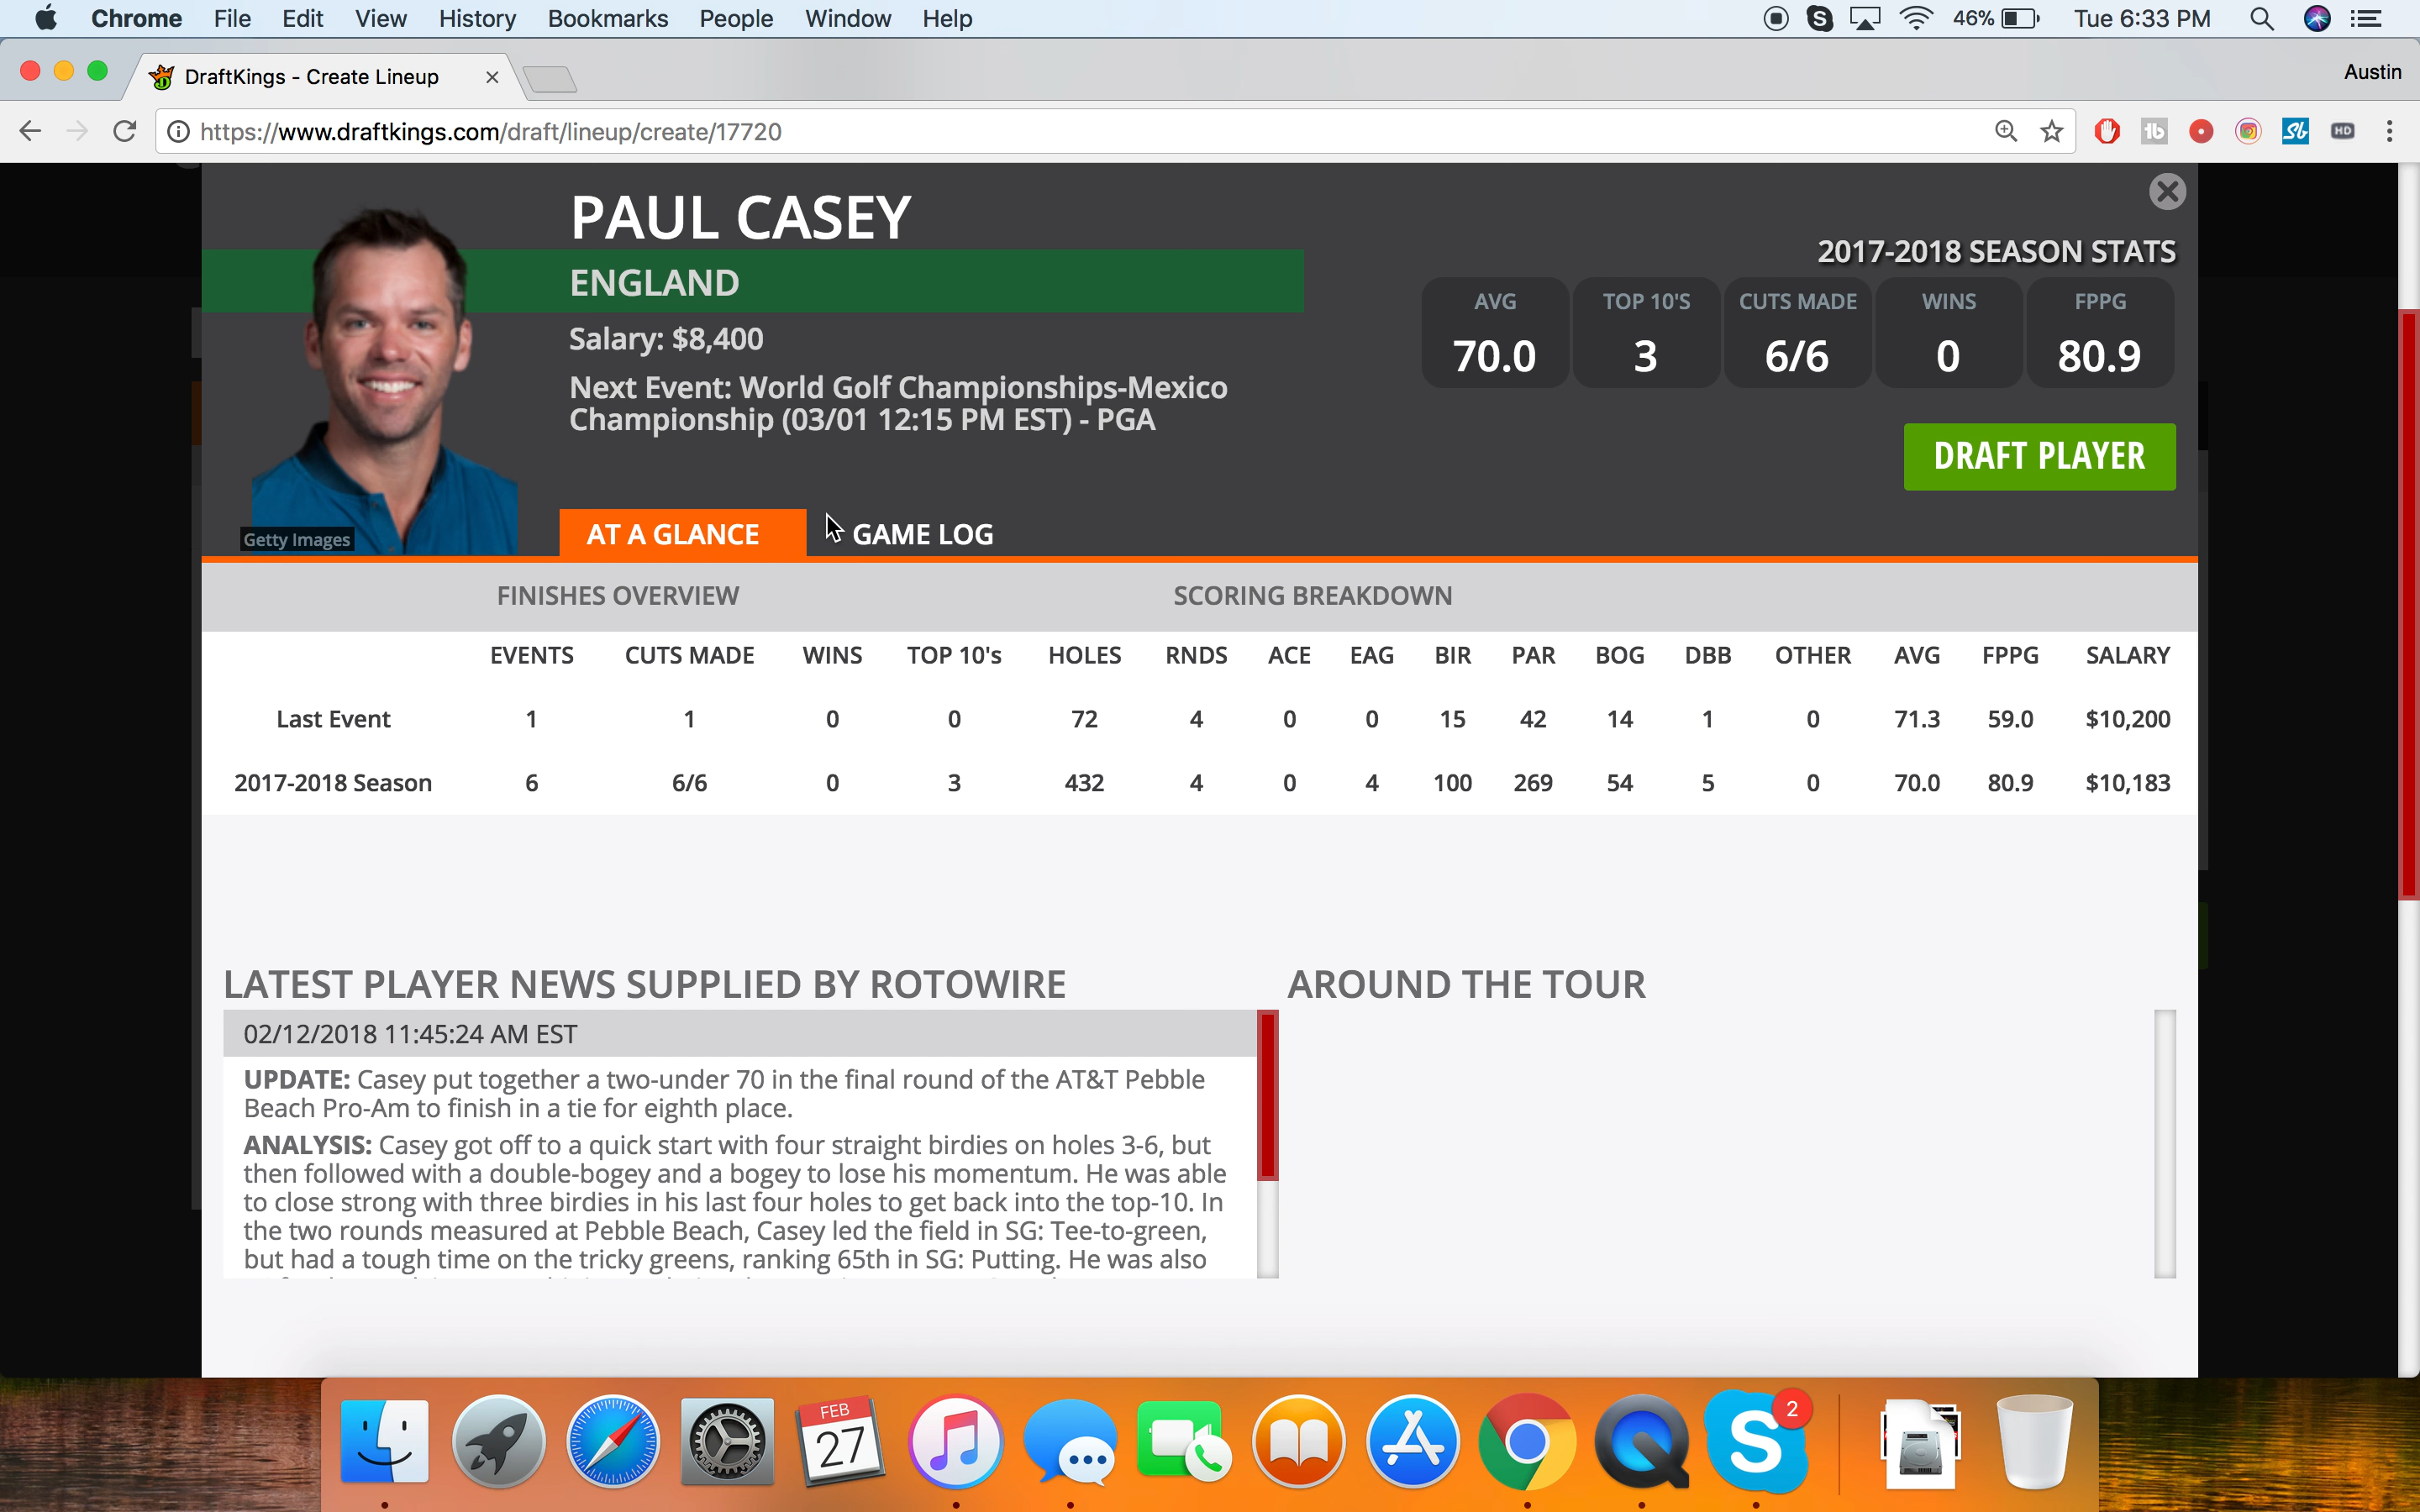 Chrome File Edit View History Bookmarks People Window Help
46% Tue 6:33 PM
DraftKings - Create Lineup
Austin
https://www.draftkings.com/draft/lineup/create/17720
HD
PAUL CASEY
ENGLAND
Salary: $8,400
Next Event: World Golf Championships-Mexico
Championship (03/01 12:15 PM EST) - PGA
2017-2018 SEASON STATS
AVG TOP 10'S CUTS MADE WINS FPPG
70.0 3 6/6 0 80.9
DRAFT PLAYER
Getty Images
AT A GLANCE GAME LOG
FINISHES OVERVIEW SCORING BREAKDOWN
EVENTS CUTS MADE WINS TOP 10's HOLES RNDS ACE EAG BIR PAR BOG DBB OTHER AVG FPPG SALARY
Last Event 1 1 0 0 72 4 0 0 15 42 14 1 0 71.3 59.0 $10,200
2017-2018 Season 6 6/6 0 3 432 4 0 4 100 269 54 5 0 70.0 80.9 $10,183
LATEST PLAYER NEWS SUPPLIED BY ROTOWIRE
AROUND THE TOUR
02/12/2018 11:45:24 AM EST
UPDATE: Casey put together a two-under 70 in the final round of the AT&T Pebble
Beach Pro-Am to finish in a tie for eighth place.
ANALYSIS: Casey got off to a quick start with four straight birdies on holes 3-6, but
then followed with a double-bogey and a bogey to lose his momentum. He was able
to close strong with three birdies in his last four holes to get back into the top-10. In
the two rounds measured at Pebble Beach, Casey led the field in SG: Tee-to-green,
but had a tough time on the tricky greens, ranking 65th in SG: Putting. He was also
FEB
27
2